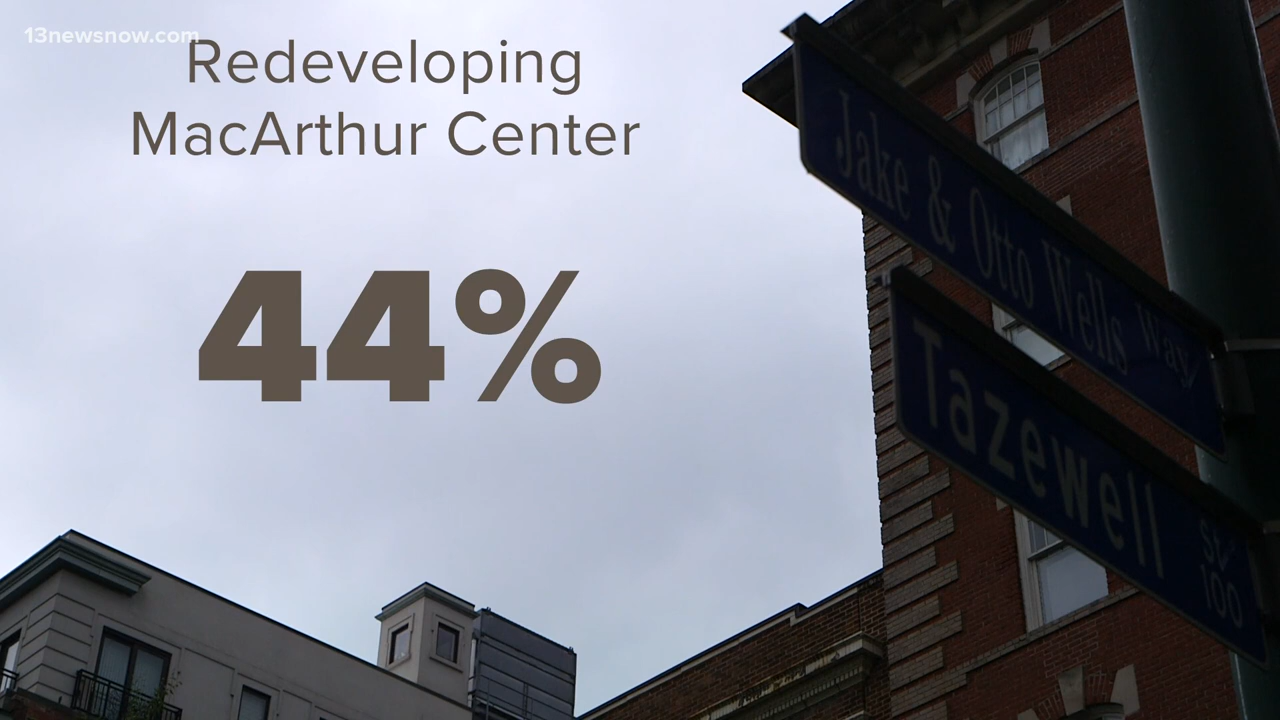 13newsnow.com
Redeveloping
MacArthur Center
44%
Jake & Otto Wells Way
Tazewell St
100